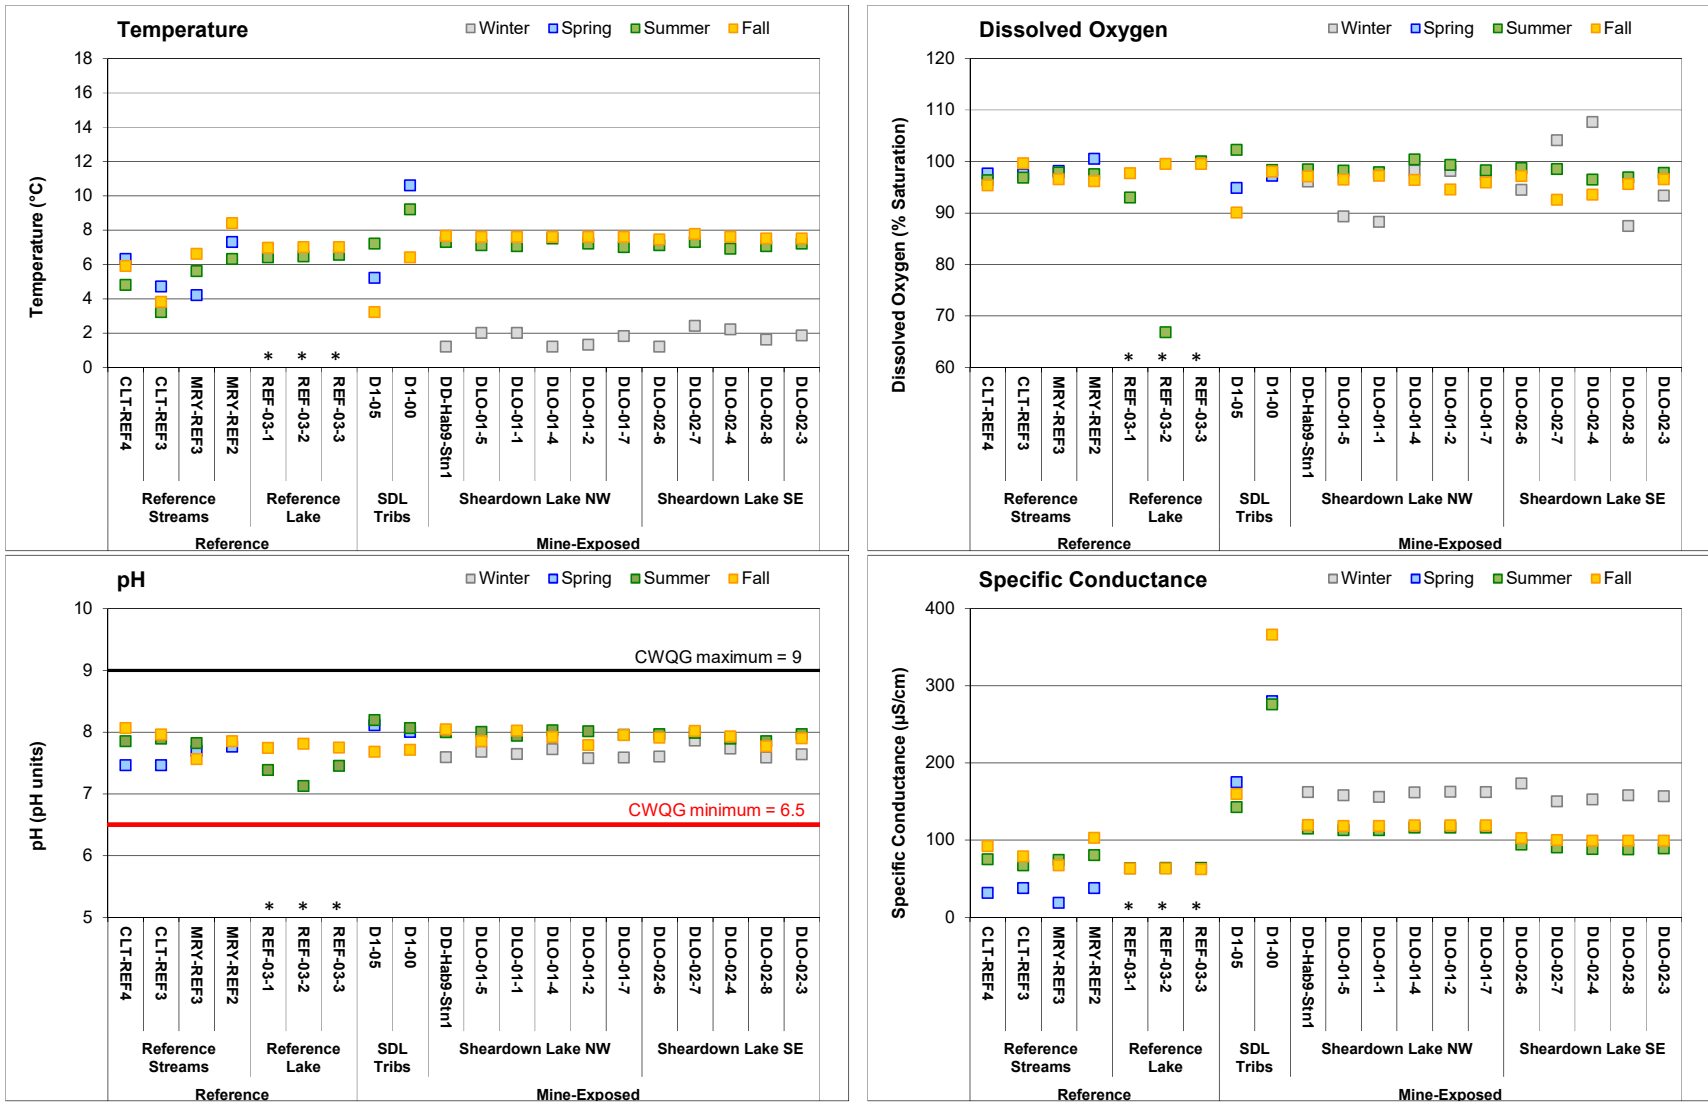 Temperature
Winter Spring Summer Fall
Temperature (°C)
18
16
14
12
10
8
6
4
2
0
* * *
CLT-REF4 CLT-REF3 MRY-REF3 MRY-REF2 REF-03-1 REF-03-2 REF-03-3 D1-05 D1-00 DD-Hab9-Stn1 DLO-01-5 DLO-01-1 DLO-01-4 DLO-01-2 DLO-01-7 DLO-02-6 DLO-02-7 DLO-02-4 DLO-02-8 DLO-02-3
Reference Reference SDL Sheardown Lake NW Sheardown Lake SE
Streams Lake Tribs
Reference Mine-Exposed
Dissolved Oxygen
Winter Spring Summer Fall
Dissolved Oxygen (% Saturation)
120
110
100
90
80
70
60
* * *
CLT-REF4 CLT-REF3 MRY-REF3 MRY-REF2 REF-03-1 REF-03-2 REF-03-3 D1-05 D1-00 DD-Hab9-Stn1 DLO-01-5 DLO-01-1 DLO-01-4 DLO-01-2 DLO-01-7 DLO-02-6 DLO-02-7 DLO-02-4 DLO-02-8 DLO-02-3
Reference Reference SDL Sheardown Lake NW Sheardown Lake SE
Streams Lake Tribs
Reference Mine-Exposed
pH
Winter Spring Summer Fall
pH (pH units)
10
9
8
7
6
5
CWQG maximum = 9
CWQG minimum = 6.5
* * *
CLT-REF4 CLT-REF3 MRY-REF3 MRY-REF2 REF-03-1 REF-03-2 REF-03-3 D1-05 D1-00 DD-Hab9-Stn1 DLO-01-5 DLO-01-1 DLO-01-4 DLO-01-2 DLO-01-7 DLO-02-6 DLO-02-7 DLO-02-4 DLO-02-8 DLO-02-3
Reference Reference SDL Sheardown Lake NW Sheardown Lake SE
Streams Lake Tribs
Reference Mine-Exposed
Specific Conductance
Winter Spring Summer Fall
Specific Conductance (µS/cm)
400
300
200
100
0
* * *
CLT-REF4 CLT-REF3 MRY-REF3 MRY-REF2 REF-03-1 REF-03-2 REF-03-3 D1-05 D1-00 DD-Hab9-Stn1 DLO-01-5 DLO-01-1 DLO-01-4 DLO-01-2 DLO-01-7 DLO-02-6 DLO-02-7 DLO-02-4 DLO-02-8 DLO-02-3
Reference Reference SDL Sheardown Lake NW Sheardown Lake SE
Streams Lake Tribs
Reference Mine-Exposed